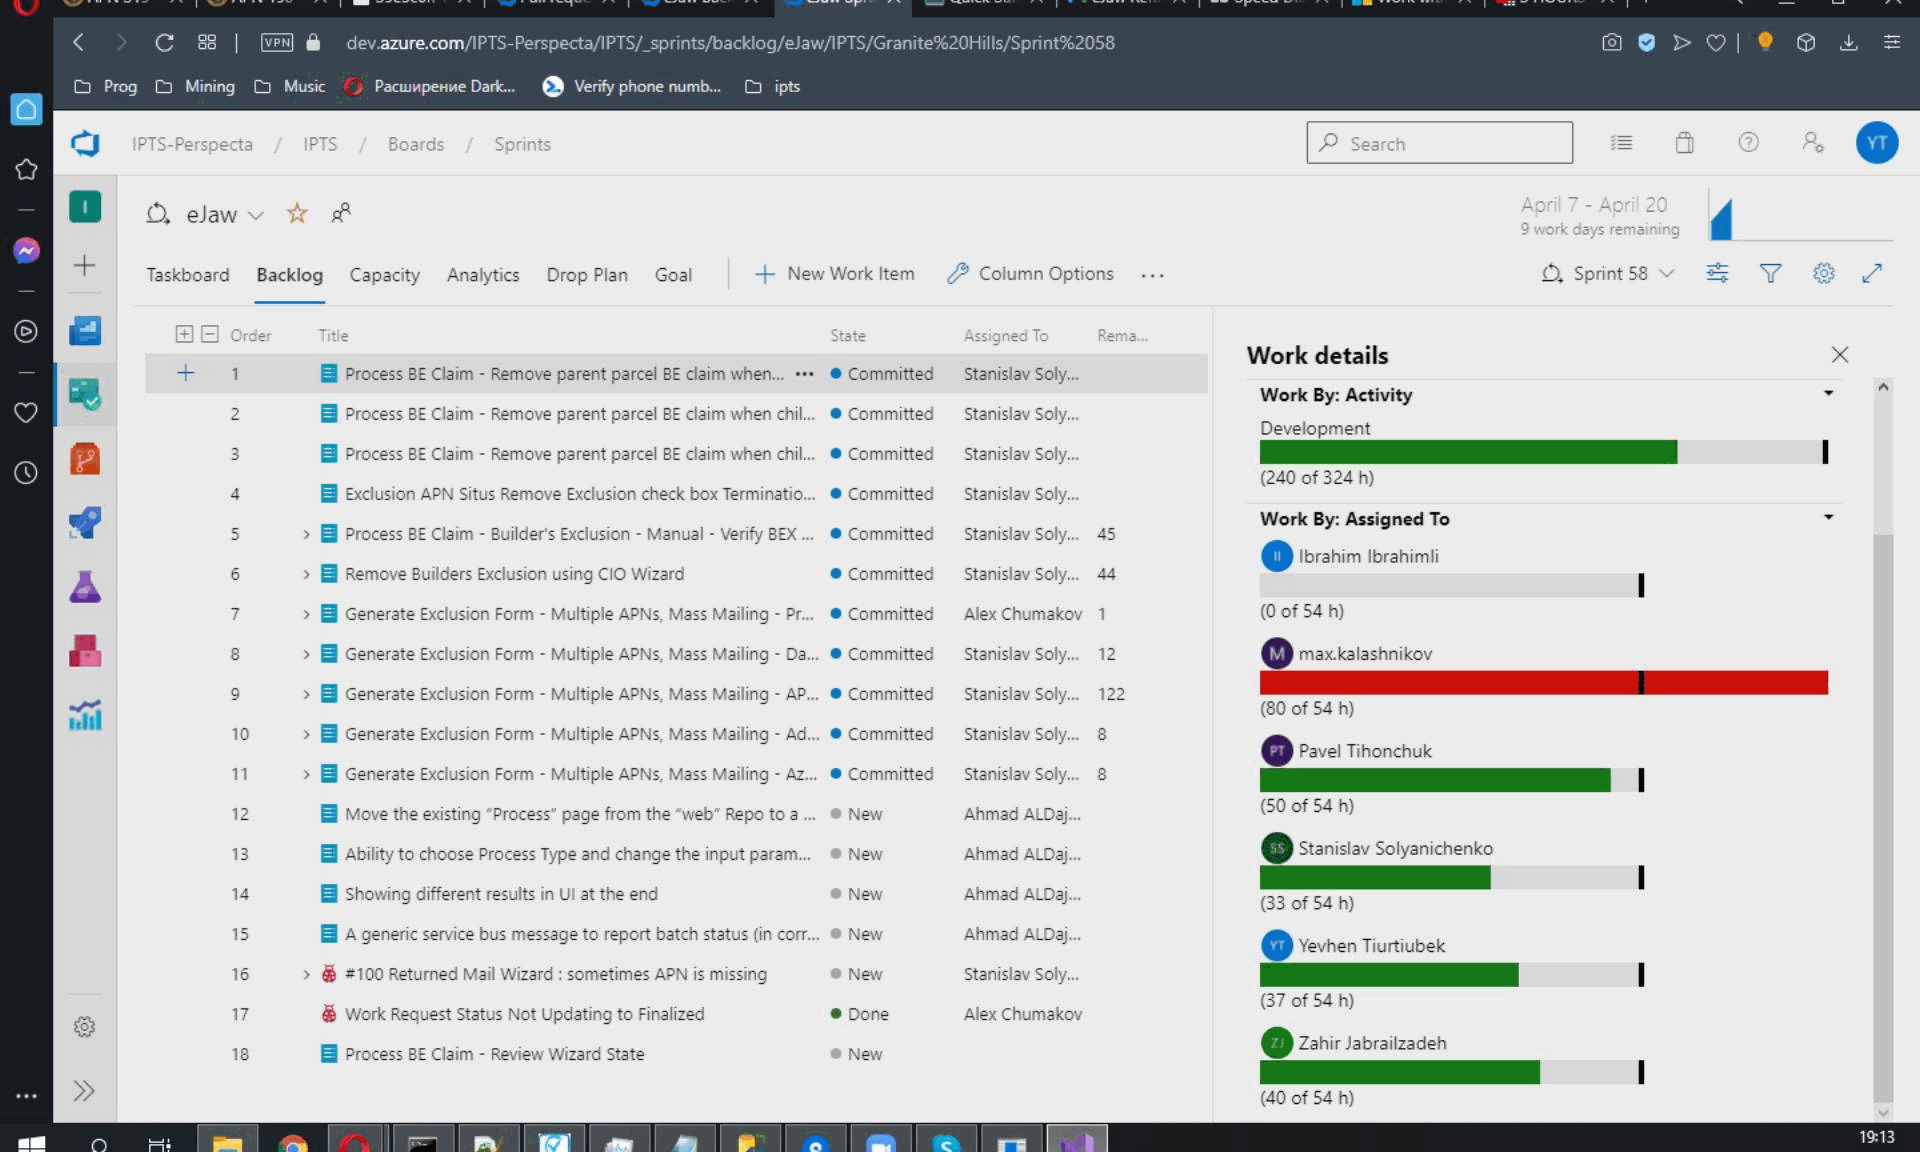 VPN
dev.azure.com/IPTS-Perspecta/IPTS/_sprints/backlog/eJaw/IPTS/Granite%20Hills/Sprint%2058
Prog
Mining
Music
Расширение Dark...
Verify phone numb...
ipts
IPTS-Perspecta / IPTS / Boards / Sprints
Search
YT
I
eJaw
April 7 - April 20
9 work days remaining
Taskboard Backlog Capacity Analytics Drop Plan Goal
New Work Item
Column Options
Sprint 58
Order Title State Assigned To Rema...
1 Process BE Claim - Remove parent parcel BE claim when... ••• Committed Stanislav Soly...
2 Process BE Claim - Remove parent parcel BE claim when chil... Committed Stanislav Soly...
3 Process BE Claim - Remove parent parcel BE claim when chil... Committed Stanislav Soly...
4 Exclusion APN Situs Remove Exclusion check box Terminatio... Committed Stanislav Soly...
5 Process BE Claim - Builder's Exclusion - Manual - Verify BEX ... Committed Stanislav Soly... 45
6 Remove Builders Exclusion using CIO Wizard Committed Stanislav Soly... 44
7 Generate Exclusion Form - Multiple APNs, Mass Mailing - Pr... Committed Alex Chumakov 1
8 Generate Exclusion Form - Multiple APNs, Mass Mailing - Da... Committed Stanislav Soly... 12
9 Generate Exclusion Form - Multiple APNs, Mass Mailing - AP... Committed Stanislav Soly... 122
10 Generate Exclusion Form - Multiple APNs, Mass Mailing - Ad... Committed Stanislav Soly... 8
11 Generate Exclusion Form - Multiple APNs, Mass Mailing - Az... Committed Stanislav Soly... 8
12 Move the existing “Process” page from the “web” Repo to a ... New Ahmad ALDaj...
13 Ability to choose Process Type and change the input param... New Ahmad ALDaj...
14 Showing different results in UI at the end New Ahmad ALDaj...
15 A generic service bus message to report batch status (in corr... New Ahmad ALDaj...
16 #100 Returned Mail Wizard : sometimes APN is missing New Stanislav Soly...
17 Work Request Status Not Updating to Finalized Done Alex Chumakov
18 Process BE Claim - Review Wizard State New
Work details
Work By: Activity
Development
(240 of 324 h)
Work By: Assigned To
II Ibrahim Ibrahimli
(0 of 54 h)
M max.kalashnikov
(80 of 54 h)
PT Pavel Tihonchuk
(50 of 54 h)
SS Stanislav Solyanichenko
(33 of 54 h)
YT Yevhen Tiurtiubek
(37 of 54 h)
ZJ Zahir Jabrailzadeh
(40 of 54 h)
19:13